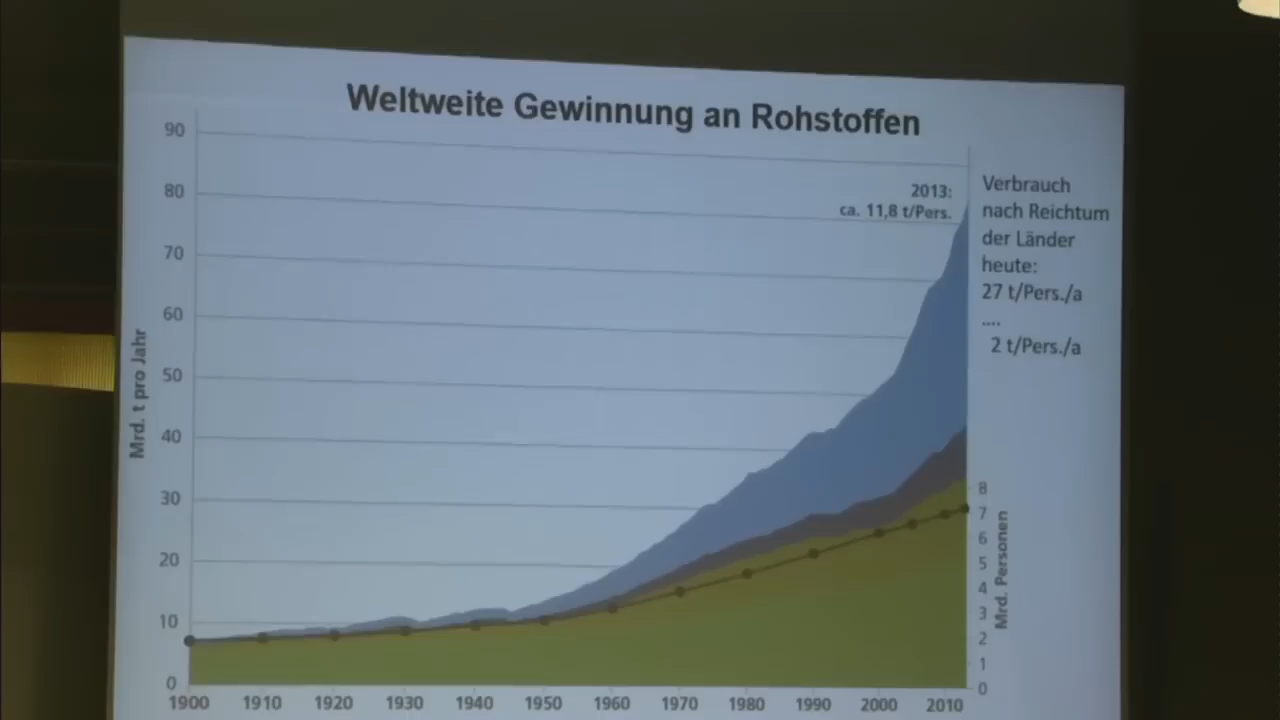 Weltweite Gewinnung an Rohstoffen
90
80
70
60
50
40
30
20
10
0
Mrd. t pro Jahr
2013:
ca. 11,8 t/Pers.
Verbrauch
nach Reichtum
der Länder
heute:
27 t/Pers./a
....
2 t/Pers./a
8
7
6
5
4
3
2
1
0
Mrd. Personen
1900 1910 1920 1930 1940 1950 1960 1970 1980 1990 2000 2010